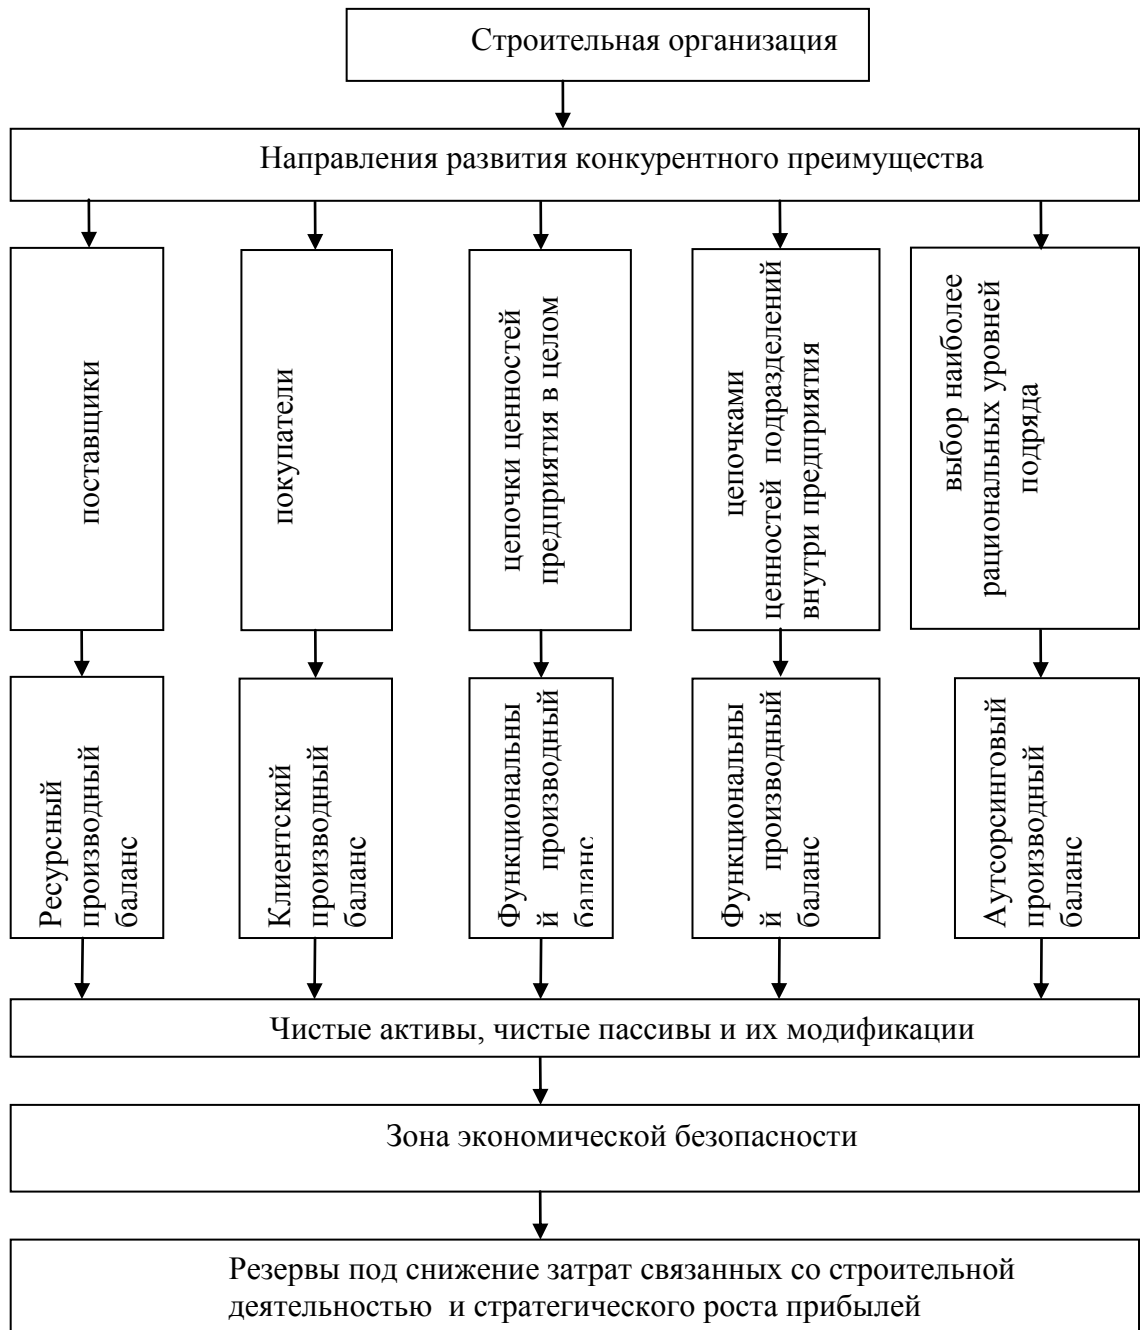 Строительная организация
Направления развития конкурентного преимущества
поставщики
покупатели
цепочки ценностей
предприятия в целом
цепочками
ценностей подразделений
внутри предприятия
выбор наиболее
рациональных уровней
подряда
Ресурсный
производный
баланс
Клиентский
производный
баланс
Функциональны
й производный
баланс
Функциональны
й производный
баланс
Аутсорсинговый
производный
баланс
Чистые активы, чистые пассивы и их модификации
Зона экономической безопасности
Резервы под снижение затрат связанных со строительной
деятельностью и стратегического роста прибылей